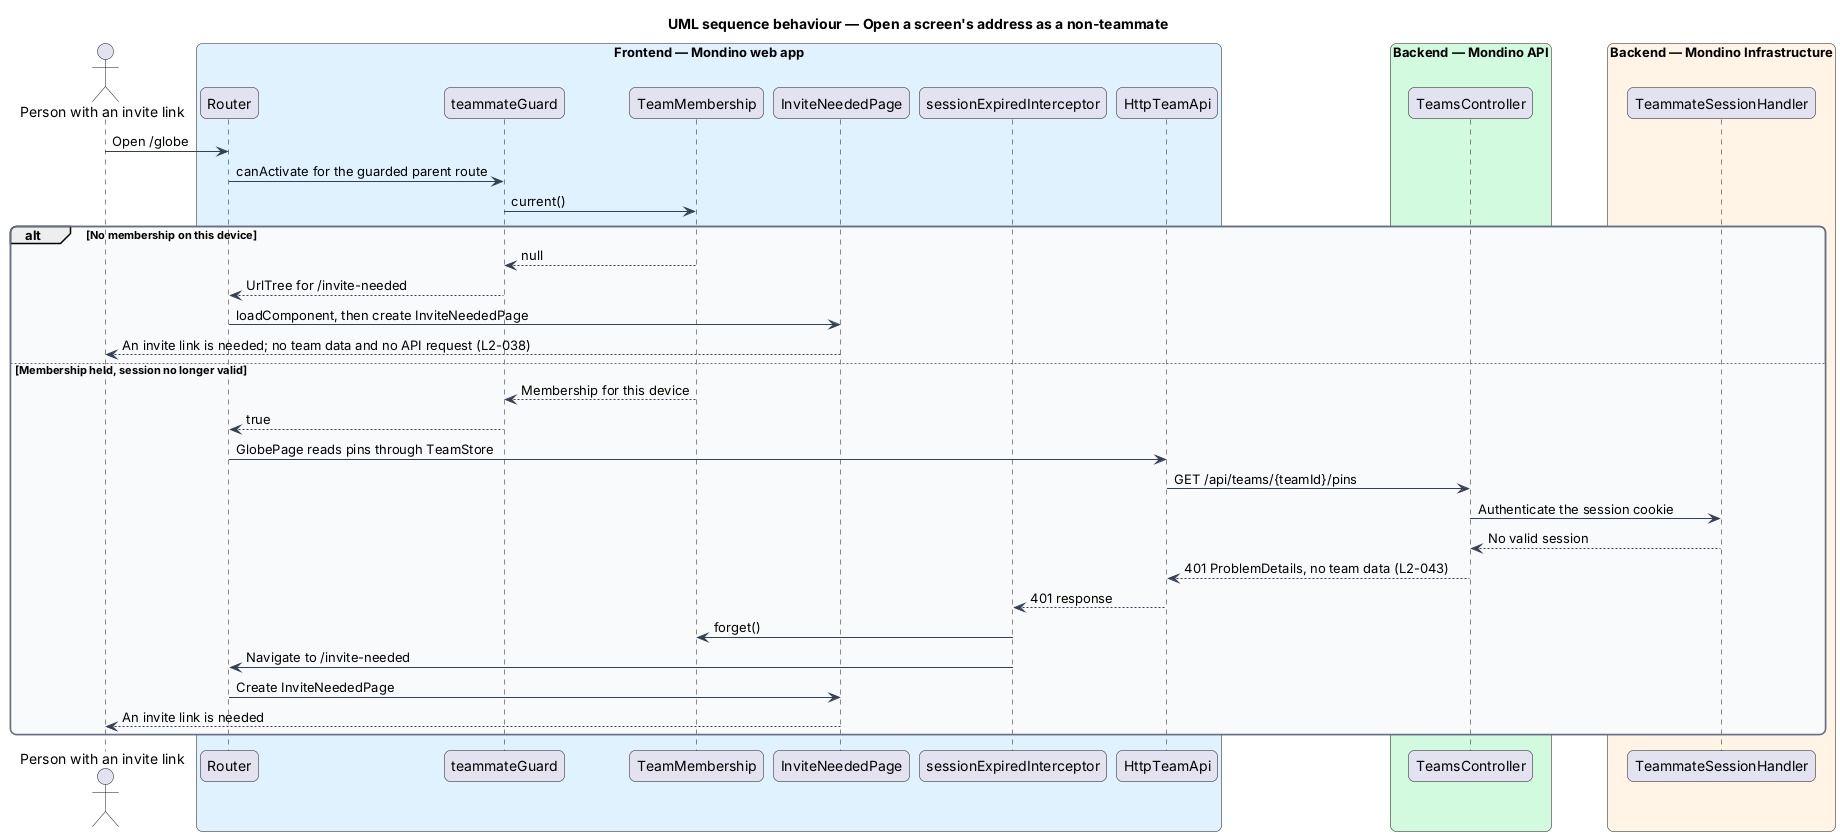 UML sequence behaviour — Open a screen's address as a non-teammate
Frontend — Mondino web app
Backend — Mondino API
Backend — Mondino Infrastructure
Person with an invite link
Router
teammateGuard
TeamMembership
InviteNeededPage
sessionExpiredInterceptor
HttpTeamApi
TeamsController
TeammateSessionHandler
Open /globe
canActivate for the guarded parent route
current()
alt
[No membership on this device]
null
UrlTree for /invite-needed
loadComponent, then create InviteNeededPage
An invite link is needed; no team data and no API request (L2-038)
[Membership held, session no longer valid]
Membership for this device
true
GlobePage reads pins through TeamStore
GET /api/teams/{teamId}/pins
Authenticate the session cookie
No valid session
401 ProblemDetails, no team data (L2-043)
401 response
forget()
Navigate to /invite-needed
Create InviteNeededPage
An invite link is needed
Person with an invite link
Router
teammateGuard
TeamMembership
InviteNeededPage
sessionExpiredInterceptor
HttpTeamApi
TeamsController
TeammateSessionHandler